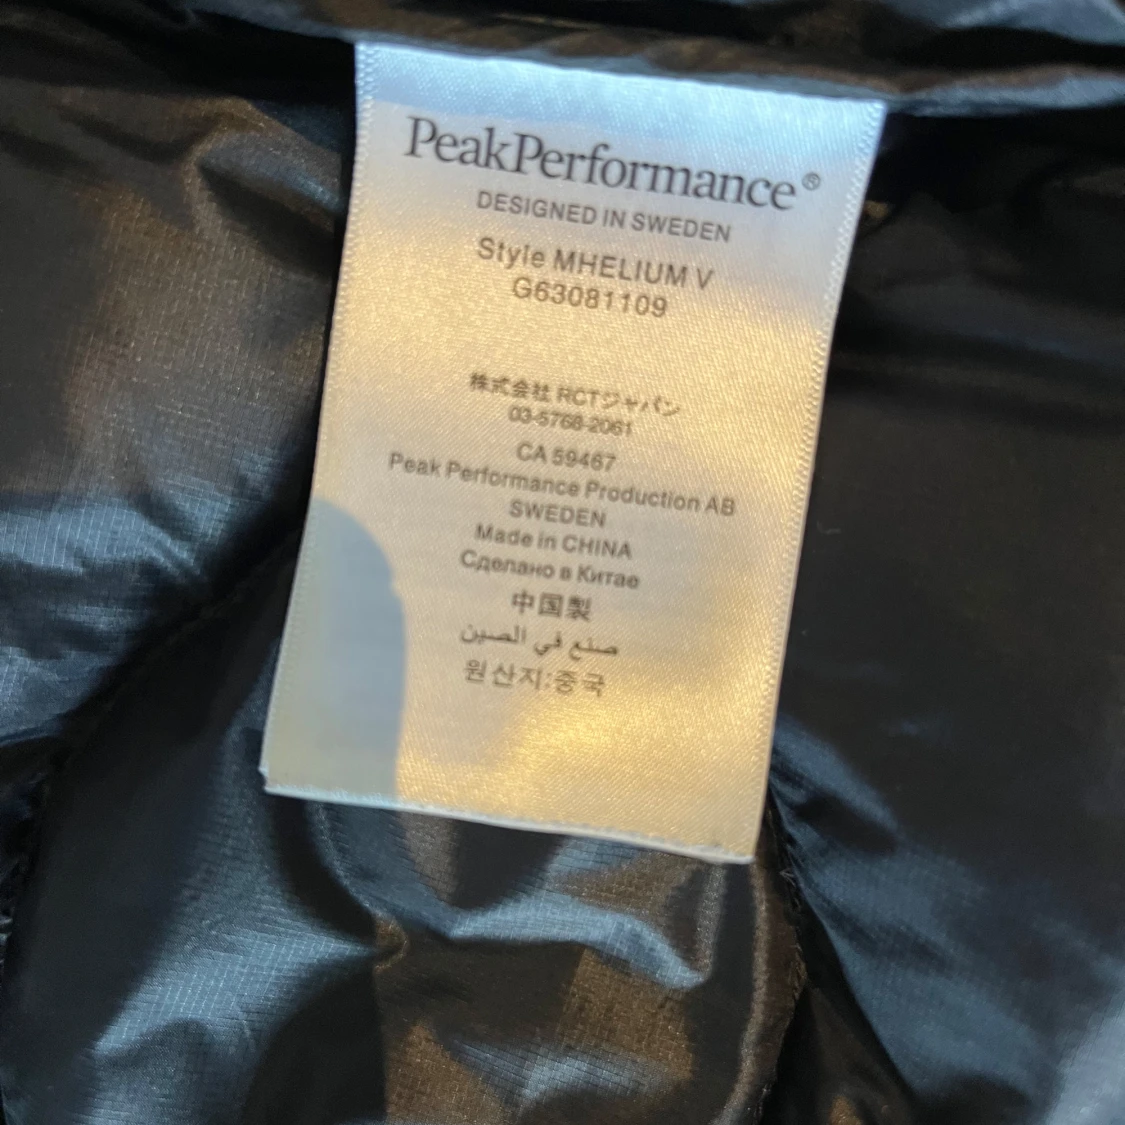 PeakPerformance®
DESIGNED IN SWEDEN
Style MHELIUM V
G63081109
株式会社 RCTジャパン
03-5768-2061
CA 59467
Peak Performance Production AB
SWEDEN
Made in CHINA
Сделано в Китае
中国製
صنع في الصين
원산지:중국